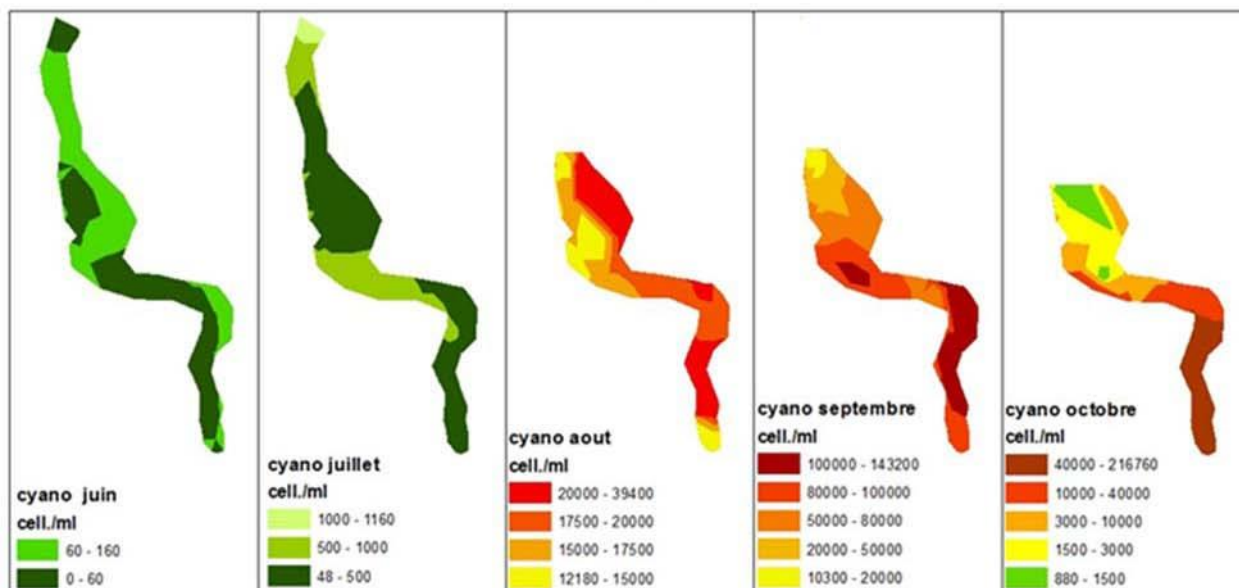 cyano juin
cell./ml
60 - 160
0 - 60
cyano juillet
cell./ml
1000 - 1160
500 - 1000
48 - 500
cyano aout
cell./ml
20000 - 39400
17500 - 20000
15000 - 17500
12180 - 15000
cyano septembre
cell./ml
100000 - 143200
80000 - 100000
50000 - 80000
20000 - 50000
10300 - 20000
cyano octobre
cell./ml
40000 - 216760
10000 - 40000
3000 - 10000
1500 - 3000
880 - 1500